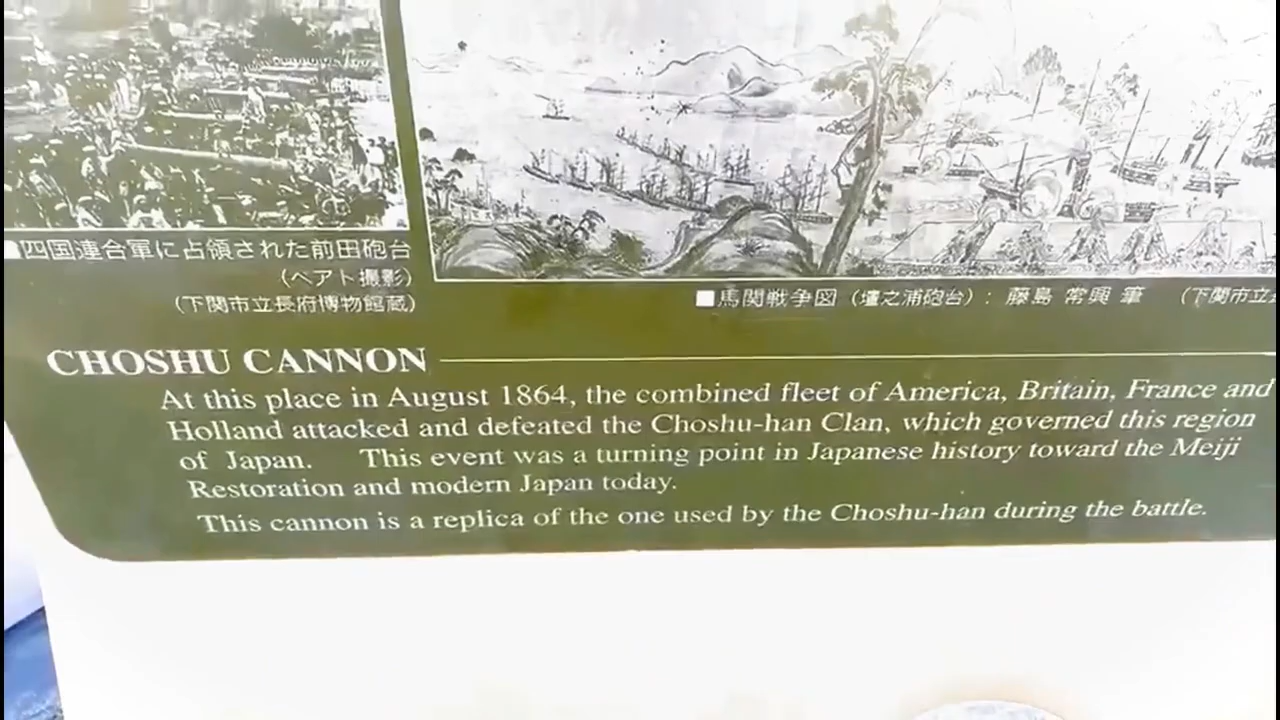 ■四国連合軍に占領された前田砲台
(ベアト撮影)
(下関市立長府博物館蔵)
■馬関戦争図(壇之浦砲台):藤島 常興 筆 (下関市立
CHOSHU CANNON
At this place in August 1864, the combined fleet of America, Britain, France and
Holland attacked and defeated the Choshu-han Clan, which governed this region
of Japan. This event was a turning point in Japanese history toward the Meiji
Restoration and modern Japan today.
This cannon is a replica of the one used by the Choshu-han during the battle.